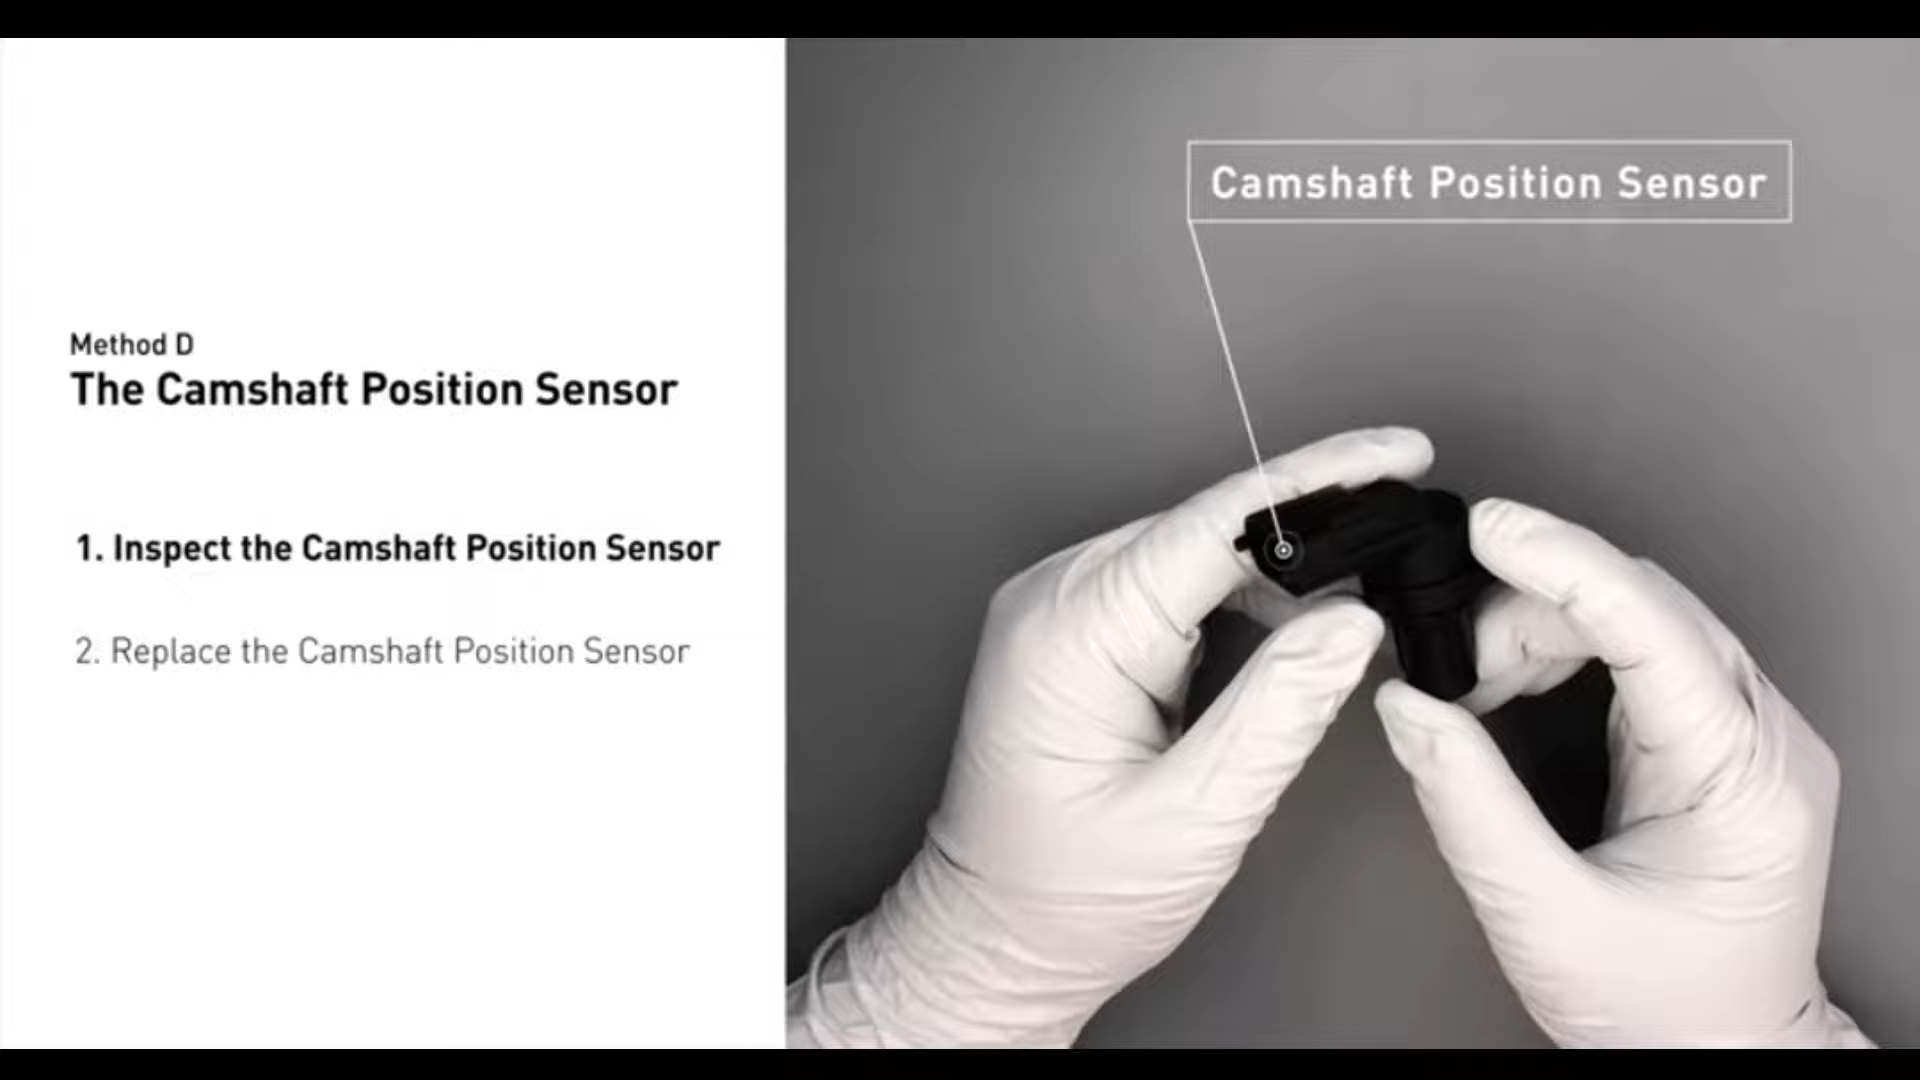 Method D
The Camshaft Position Sensor
1. Inspect the Camshaft Position Sensor
2. Replace the Camshaft Position Sensor
Camshaft Position Sensor